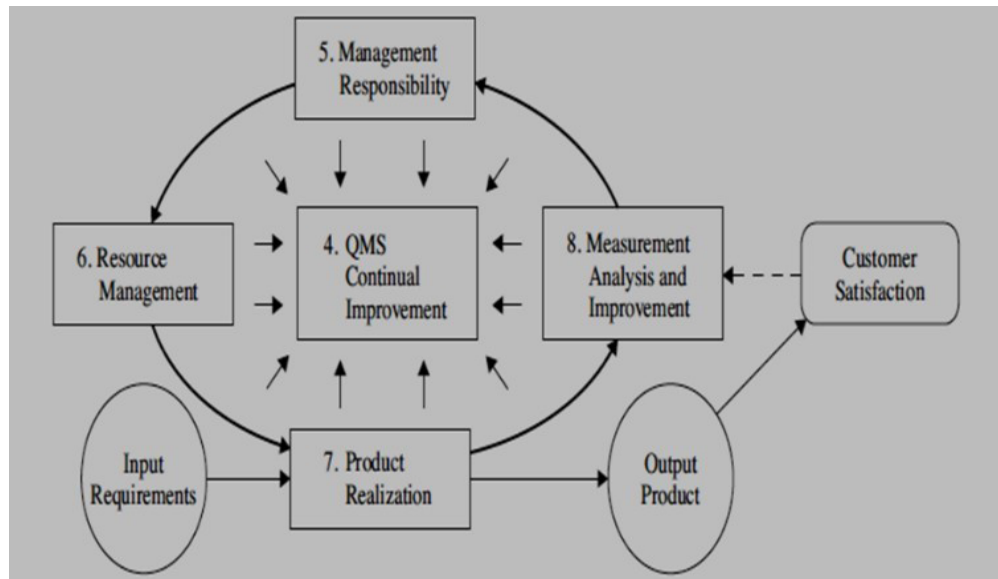 5. Management
Responsibility
6. Resource
Management
4. QMS
Continual
Improvement
8. Measurement
Analysis and
Improvement
Customer
Satisfaction
Input
Requirements
7. Product
Realization
Output
Product